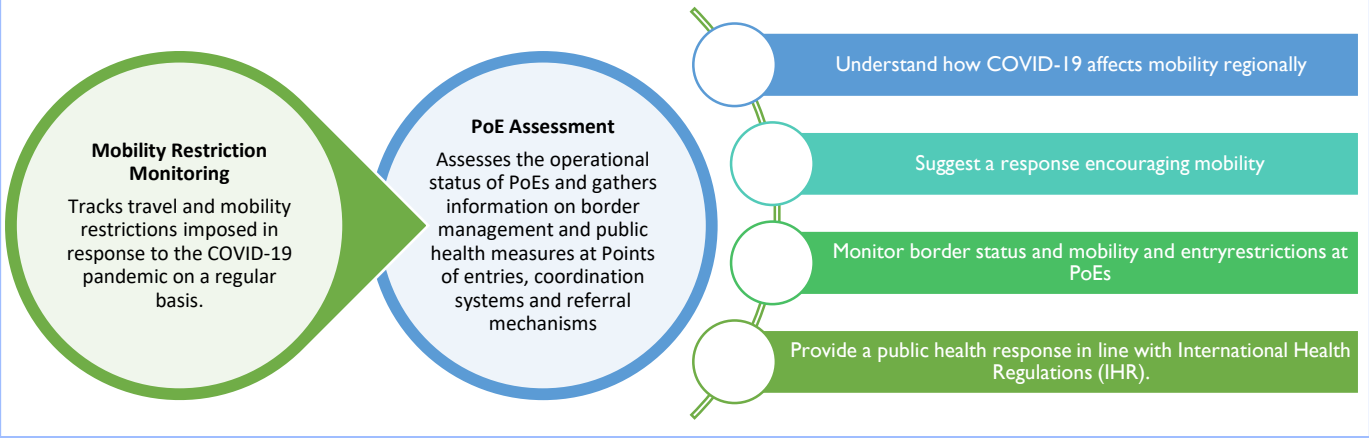 Mobility Restriction
Monitoring
Tracks travel and mobility
restrictions imposed in
response to the COVID-19
pandemic on a regular
basis.
PoE Assessment
Assesses the operational
status of PoEs and gathers
information on border
management and public
health measures at Points
of entries, coordination
systems and referral
mechanisms
Understand how COVID-19 affects mobility regionally
Suggest a response encouraging mobility
Monitor border status and mobility and entryrestrictions at
PoEs
Provide a public health response in line with International Health
Regulations (IHR).